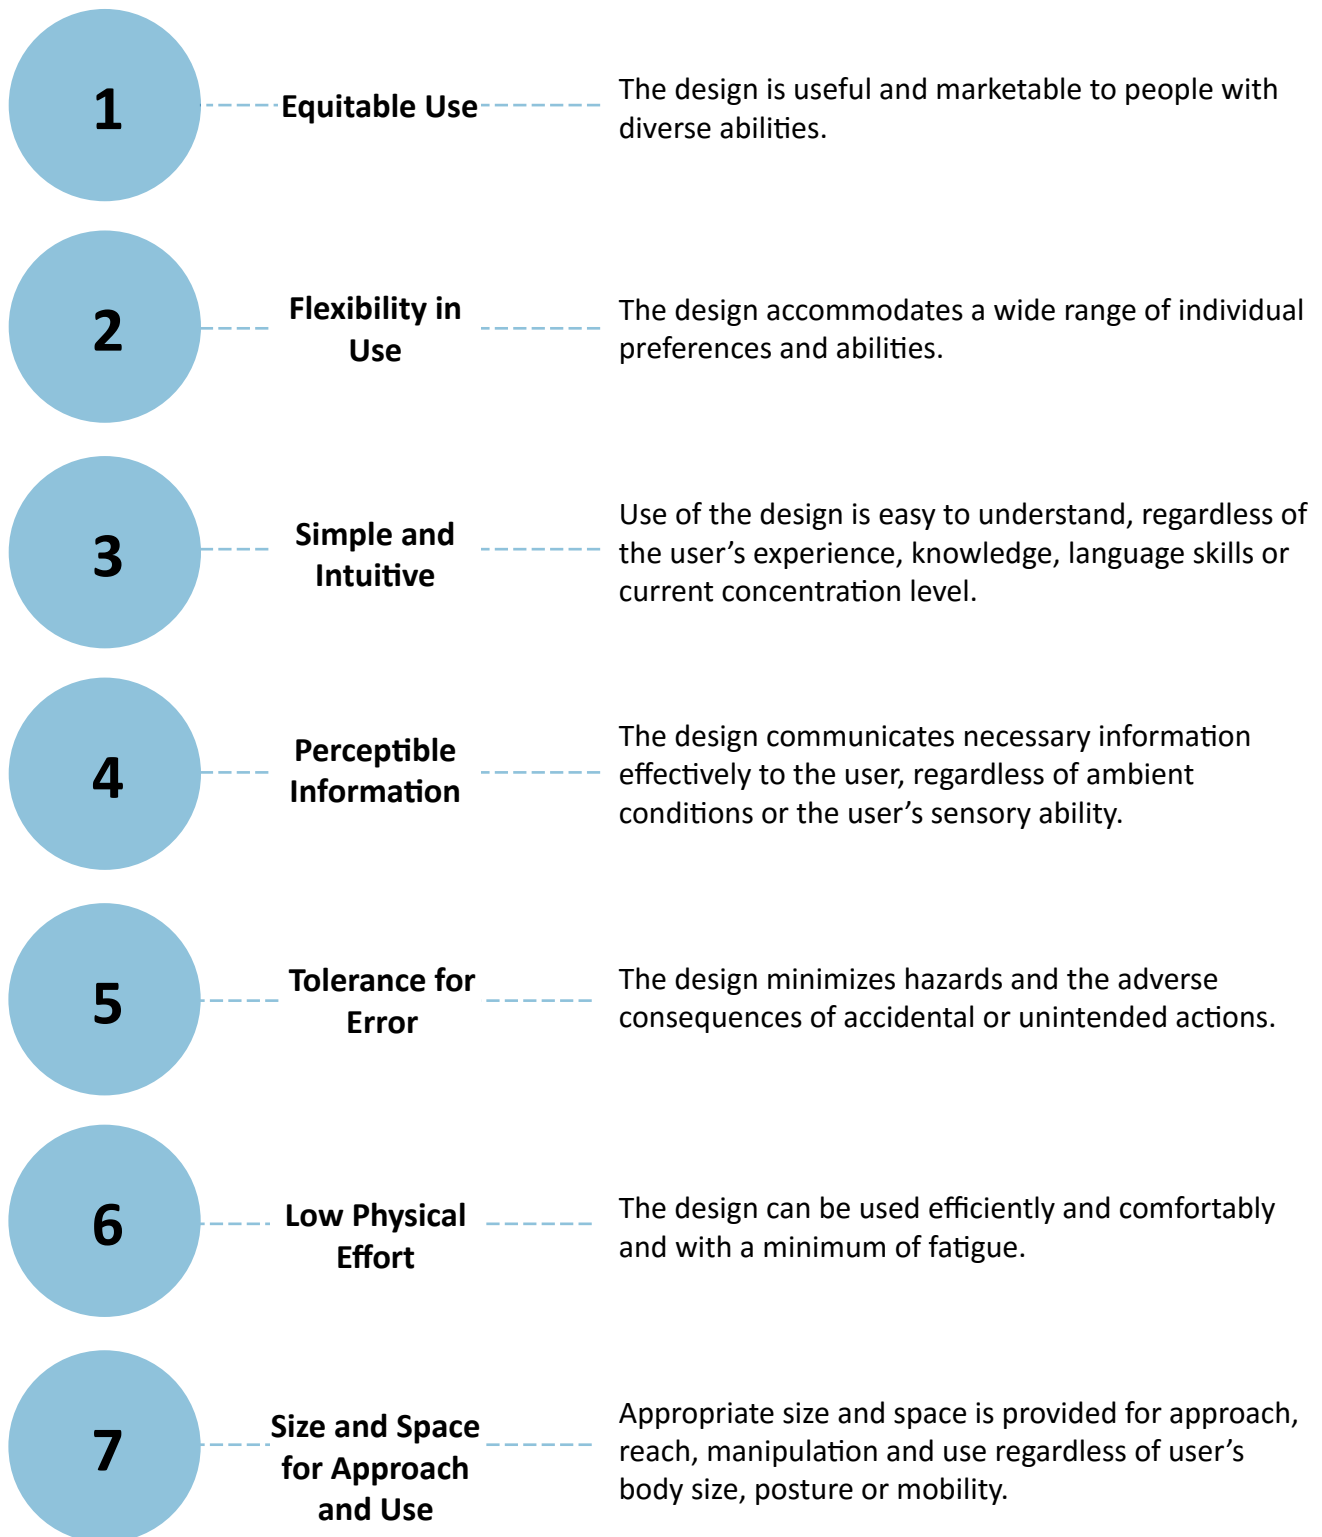 1
Equitable Use
The design is useful and marketable to people with
diverse abilities.
2
Flexibility in
Use
The design accommodates a wide range of individual
preferences and abilities.
3
Simple and
Intuitive
Use of the design is easy to understand, regardless of
the user’s experience, knowledge, language skills or
current concentration level.
4
Perceptible
Information
The design communicates necessary information
effectively to the user, regardless of ambient
conditions or the user’s sensory ability.
5
Tolerance for
Error
The design minimizes hazards and the adverse
consequences of accidental or unintended actions.
6
Low Physical
Effort
The design can be used efficiently and comfortably
and with a minimum of fatigue.
7
Size and Space
for Approach
and Use
Appropriate size and space is provided for approach,
reach, manipulation and use regardless of user’s
body size, posture or mobility.